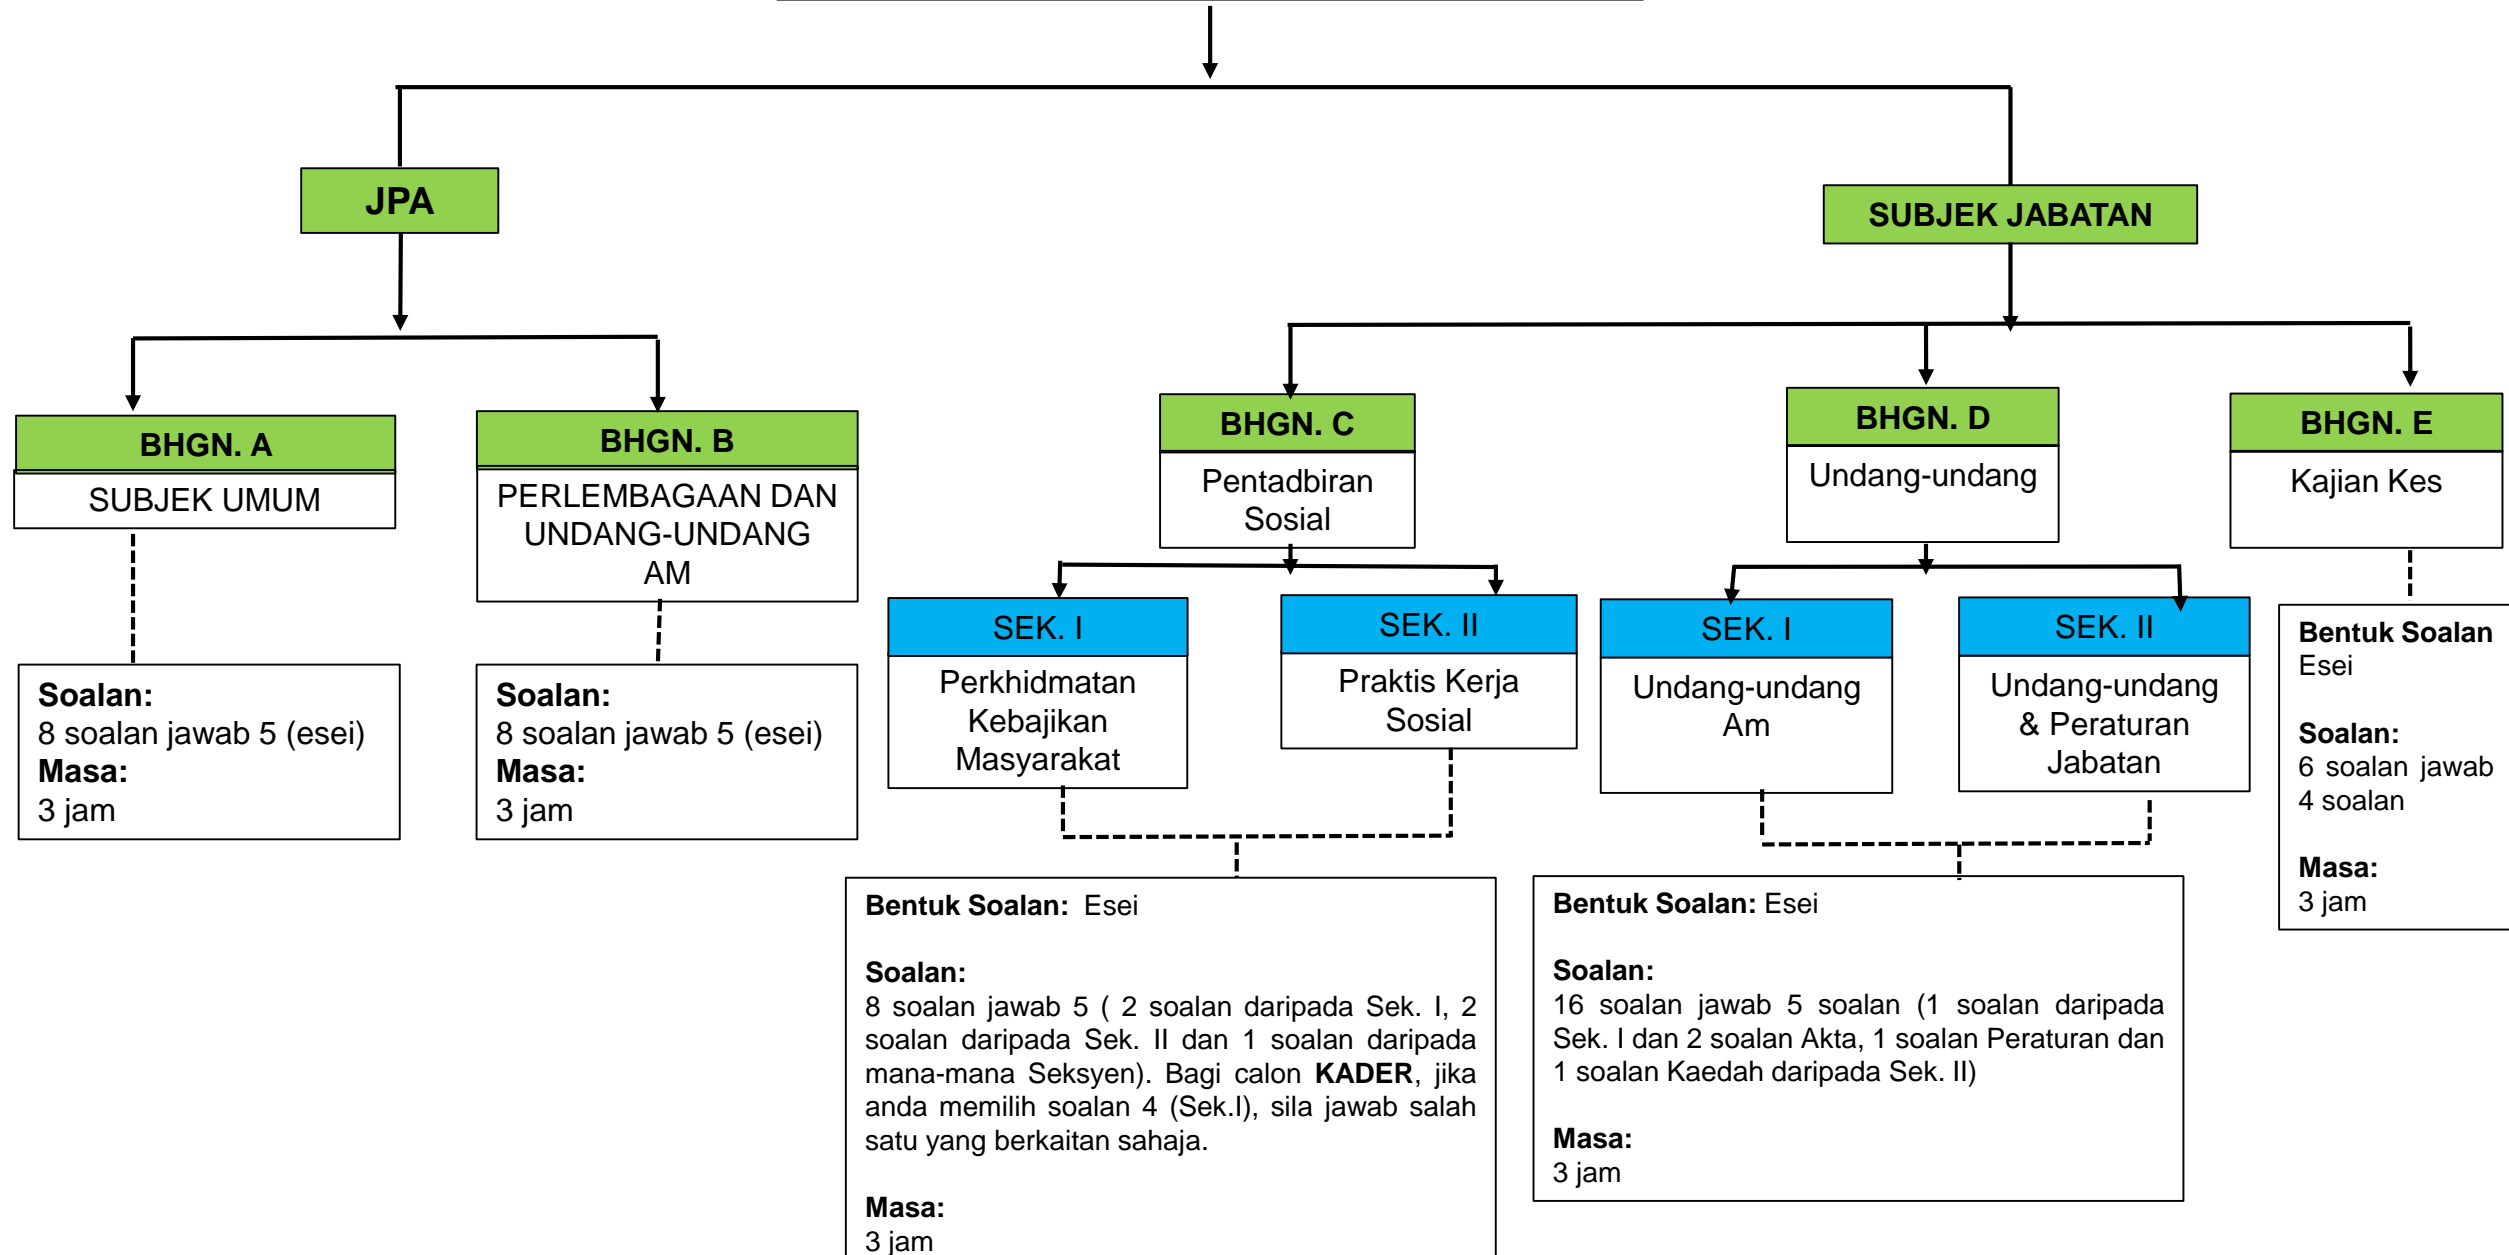 JPA
SUBJEK JABATAN
BHGN. A
SUBJEK UMUM
Soalan:
8 soalan jawab 5 (esei)
Masa:
3 jam
BHGN. B
PERLEMBAGAAN DAN
UNDANG-UNDANG
AM
Soalan:
8 soalan jawab 5 (esei)
Masa:
3 jam
BHGN. C
Pentadbiran
Sosial
SEK. I
Perkhidmatan
Kebajikan
Masyarakat
SEK. II
Praktis Kerja
Sosial
Bentuk Soalan: Esei
Soalan:
8 soalan jawab 5 ( 2 soalan daripada Sek. I, 2
soalan daripada Sek. II dan 1 soalan daripada
mana-mana Seksyen). Bagi calon KADER, jika
anda memilih soalan 4 (Sek.I), sila jawab salah
satu yang berkaitan sahaja.
Masa:
3 jam
BHGN. D
Undang-undang
SEK. I
Undang-undang
Am
SEK. II
Undang-undang
& Peraturan
Jabatan
Bentuk Soalan: Esei
Soalan:
16 soalan jawab 5 soalan (1 soalan daripada
Sek. I dan 2 soalan Akta, 1 soalan Peraturan dan
1 soalan Kaedah daripada Sek. II)
Masa:
3 jam
BHGN. E
Kajian Kes
Bentuk Soalan
Esei
Soalan:
6 soalan jawab
4 soalan
Masa:
3 jam